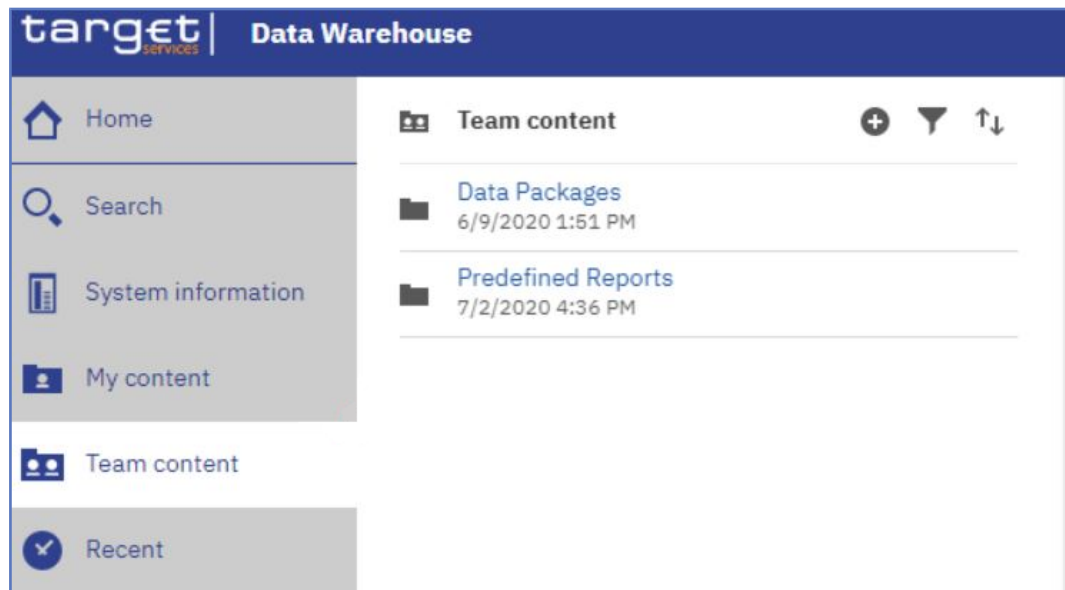 target services | Data Warehouse
Home
Search
System information
My content
Team content
Recent
Team content
Data Packages
6/9/2020 1:51 PM
Predefined Reports
7/2/2020 4:36 PM